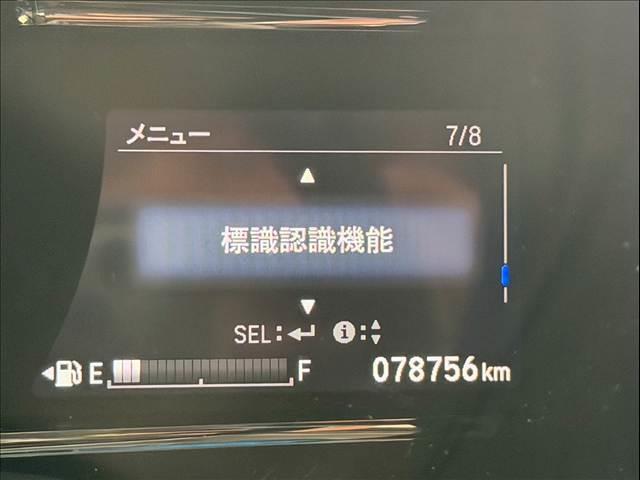 メニュー 7/8
▲
標識認識機能
▼
SEL:↵ i:▲▼
◀ E F 078756km